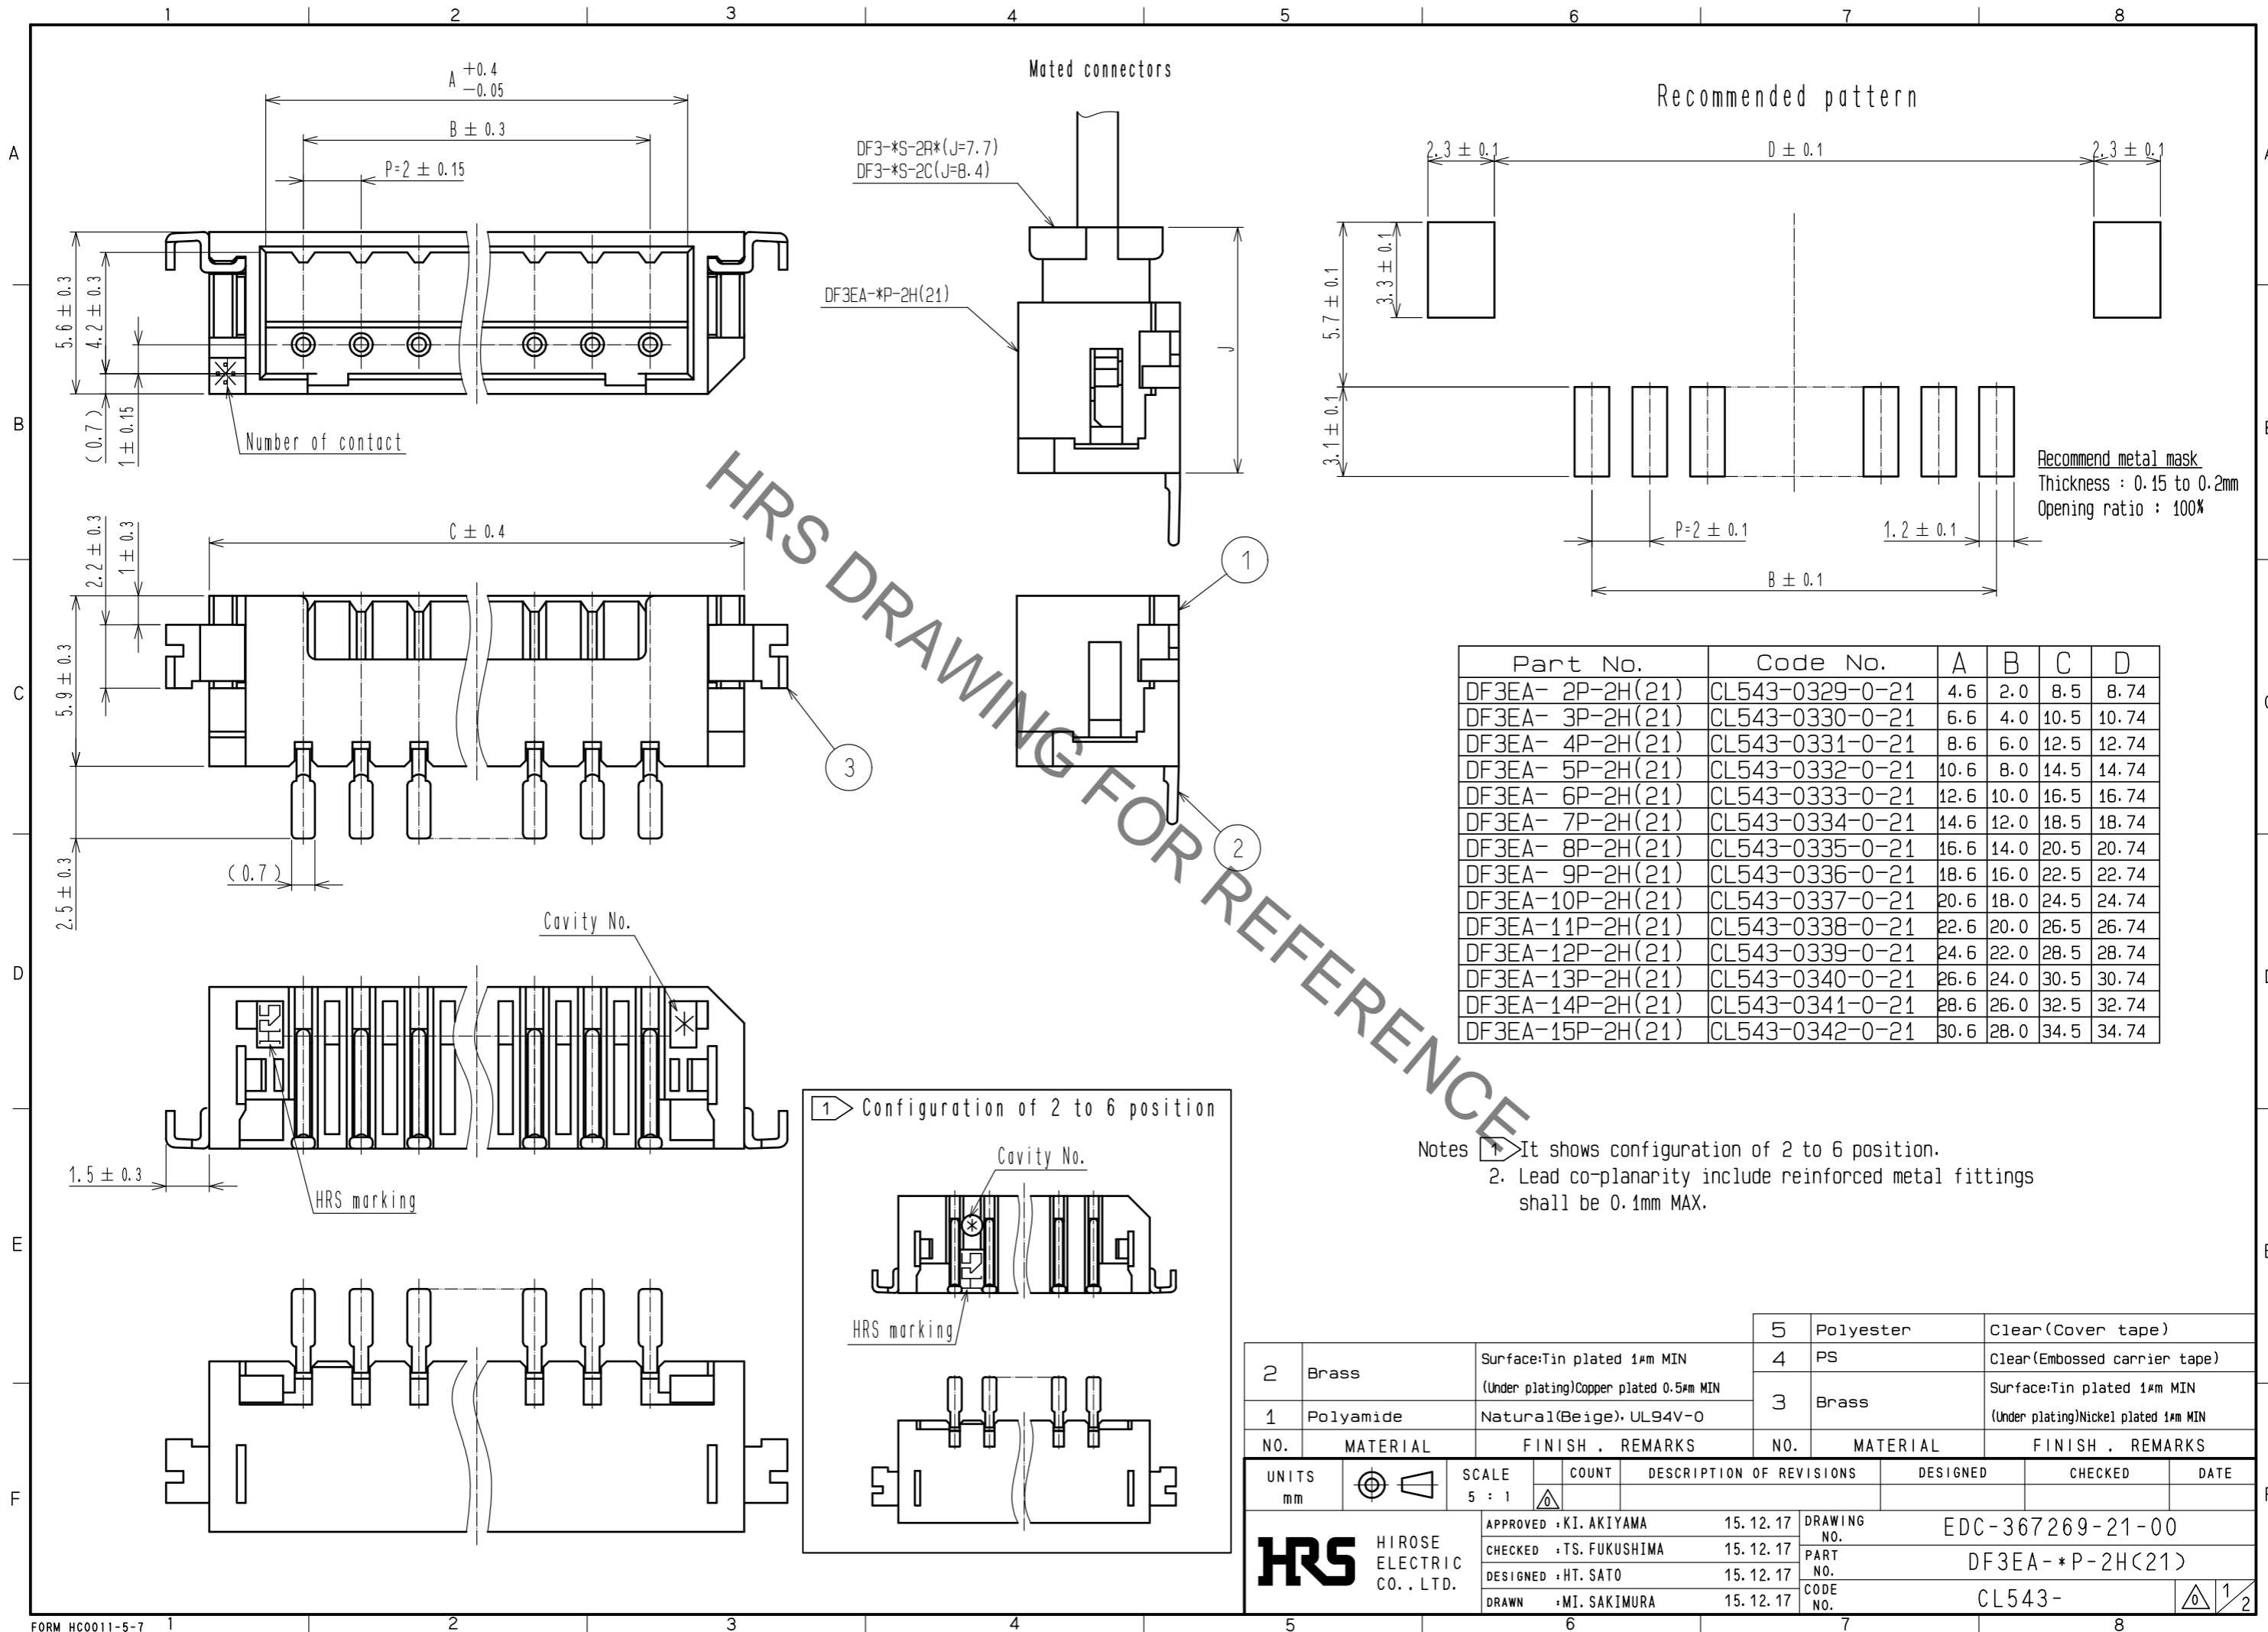 1 2 3 4 5 6 7 8
A
B
C
D
E
F
A +0.4 −0.05
B ± 0.3
P=2 ± 0.15
5.6 ± 0.3
4.2 ± 0.3
(0.7)
1 ± 0.15
Number of contact
Mated connectors
DF3-*S-2R*(J=7.7)
DF3-*S-2C(J=8.4)
DF3EA-*P-2H(21)
J
Recommended pattern
2.3 ± 0.1
D ± 0.1
2.3 ± 0.1
5.7 ± 0.1
3.3 ± 0.1
3.1 ± 0.1
P=2 ± 0.1
1.2 ± 0.1
B ± 0.1
Recommend metal mask
Thickness : 0.15 to 0.2mm
Opening ratio : 100%
C ± 0.4
2.2 ± 0.3
1 ± 0.3
5.9 ± 0.3
2.5 ± 0.3
(0.7)
1
2
3
HRS DRAWING FOR REFERENCE
Part No. Code No. A B C D
DF3EA- 2P-2H(21) CL543-0329-0-21 4.6 2.0 8.5 8.74
DF3EA- 3P-2H(21) CL543-0330-0-21 6.6 4.0 10.5 10.74
DF3EA- 4P-2H(21) CL543-0331-0-21 8.6 6.0 12.5 12.74
DF3EA- 5P-2H(21) CL543-0332-0-21 10.6 8.0 14.5 14.74
DF3EA- 6P-2H(21) CL543-0333-0-21 12.6 10.0 16.5 16.74
DF3EA- 7P-2H(21) CL543-0334-0-21 14.6 12.0 18.5 18.74
DF3EA- 8P-2H(21) CL543-0335-0-21 16.6 14.0 20.5 20.74
DF3EA- 9P-2H(21) CL543-0336-0-21 18.6 16.0 22.5 22.74
DF3EA-10P-2H(21) CL543-0337-0-21 20.6 18.0 24.5 24.74
DF3EA-11P-2H(21) CL543-0338-0-21 22.6 20.0 26.5 26.74
DF3EA-12P-2H(21) CL543-0339-0-21 24.6 22.0 28.5 28.74
DF3EA-13P-2H(21) CL543-0340-0-21 26.6 24.0 30.5 30.74
DF3EA-14P-2H(21) CL543-0341-0-21 28.6 26.0 32.5 32.74
DF3EA-15P-2H(21) CL543-0342-0-21 30.6 28.0 34.5 34.74
Cavity No.
HRS
1.5 ± 0.3
HRS marking
1 Configuration of 2 to 6 position
Cavity No.
HRS
HRS marking
Notes 1 It shows configuration of 2 to 6 position.
2. Lead co-planarity include reinforced metal fittings
shall be 0.1mm MAX.
5 Polyester Clear(Cover tape)
4 PS Clear(Embossed carrier tape)
3 Brass Surface:Tin plated 1μm MIN
(Under plating)Nickel plated 1μm MIN
2 Brass Surface:Tin plated 1μm MIN
(Under plating)Copper plated 0.5μm MIN
1 Polyamide Natural(Beige), UL94V-0
NO. MATERIAL FINISH , REMARKS NO. MATERIAL FINISH , REMARKS
UNITS
mm
SCALE
5 : 1
0
COUNT DESCRIPTION OF REVISIONS DESIGNED CHECKED DATE
HRS
HIROSE
ELECTRIC
CO.,LTD.
APPROVED :KI.AKIYAMA 15.12.17
CHECKED :TS.FUKUSHIMA 15.12.17
DESIGNED :HT.SATO 15.12.17
DRAWN :MI.SAKIMURA 15.12.17
DRAWING NO. EDC-367269-21-00
PART NO. DF3EA-*P-2H(21)
CODE NO. CL543-
0 1/2
FORM HC0011-5-7
1 2 3 4 5 6 7 8